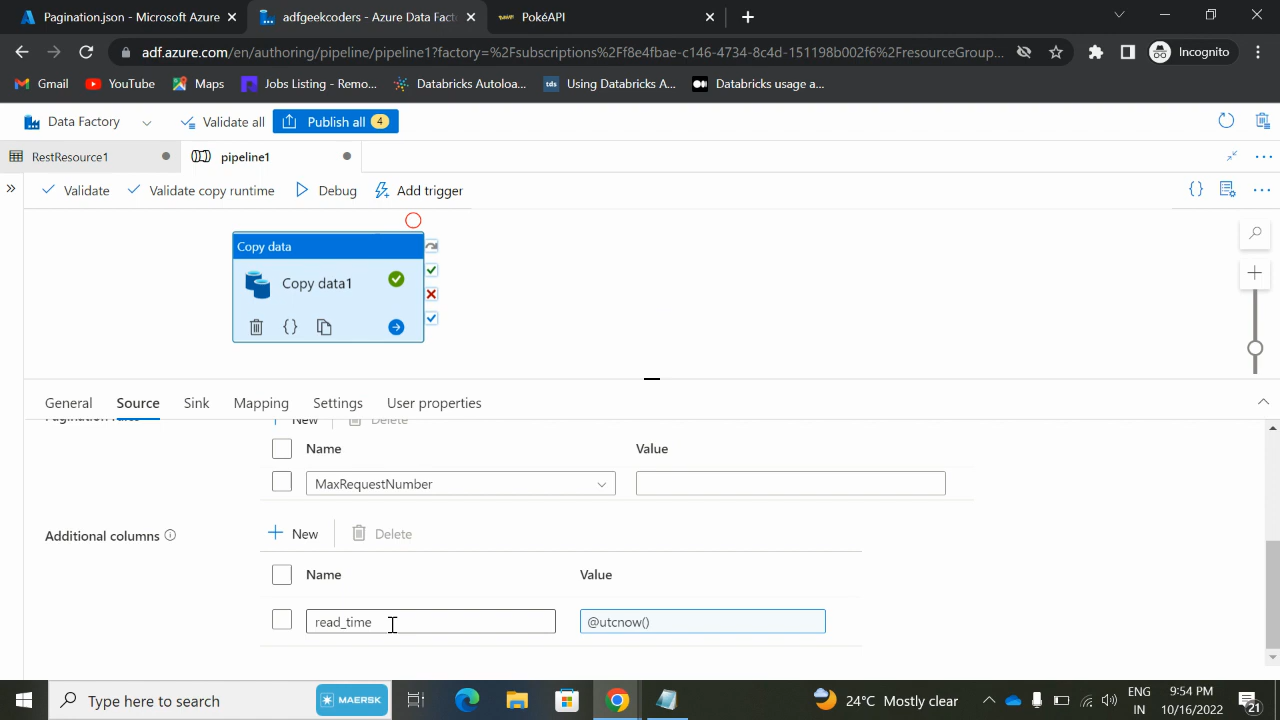 Pagination.json - Microsoft Azure
adfgeekcoders - Azure Data Fact
PokéAPI
adf.azure.com/en/authoring/pipeline/pipeline1?factory=%2Fsubscriptions%2Ff8e4fbae-c146-4734-8c4d-151198b002f6%2FresourceGroup...
Incognito
Gmail
YouTube
Maps
Jobs Listing - Remo...
Databricks Autoloa...
tds
Using Databricks A...
Databricks usage a...
Data Factory
Validate all
Publish all 4
RestResource1
pipeline1
Validate
Validate copy runtime
Debug
Add trigger
Copy data
Copy data1
General
Source
Sink
Mapping
Settings
User properties
New
Delete
Name
Value
MaxRequestNumber
Additional columns
New
Delete
Name
Value
read_time
@utcnow()
Type here to search
MAERSK
24°C Mostly clear
ENG
IN
9:54 PM
10/16/2022
21